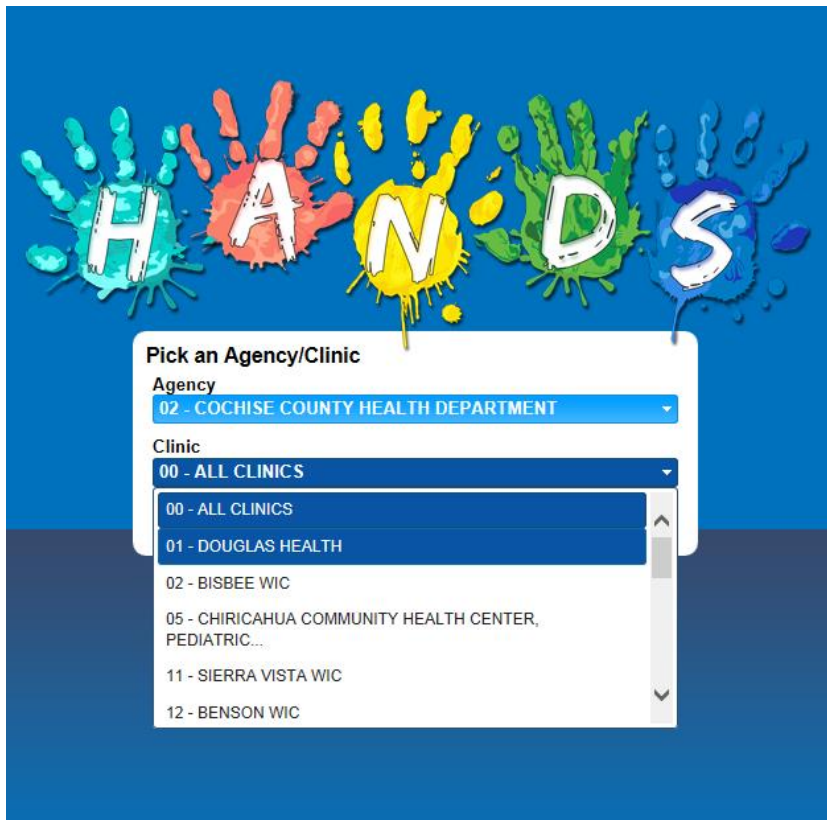 HANDS
Pick an Agency/Clinic
Agency
02 - COCHISE COUNTY HEALTH DEPARTMENT
Clinic
00 - ALL CLINICS
00 - ALL CLINICS
01 - DOUGLAS HEALTH
02 - BISBEE WIC
05 - CHIRICAHUA COMMUNITY HEALTH CENTER,
PEDIATRIC...
11 - SIERRA VISTA WIC
12 - BENSON WIC